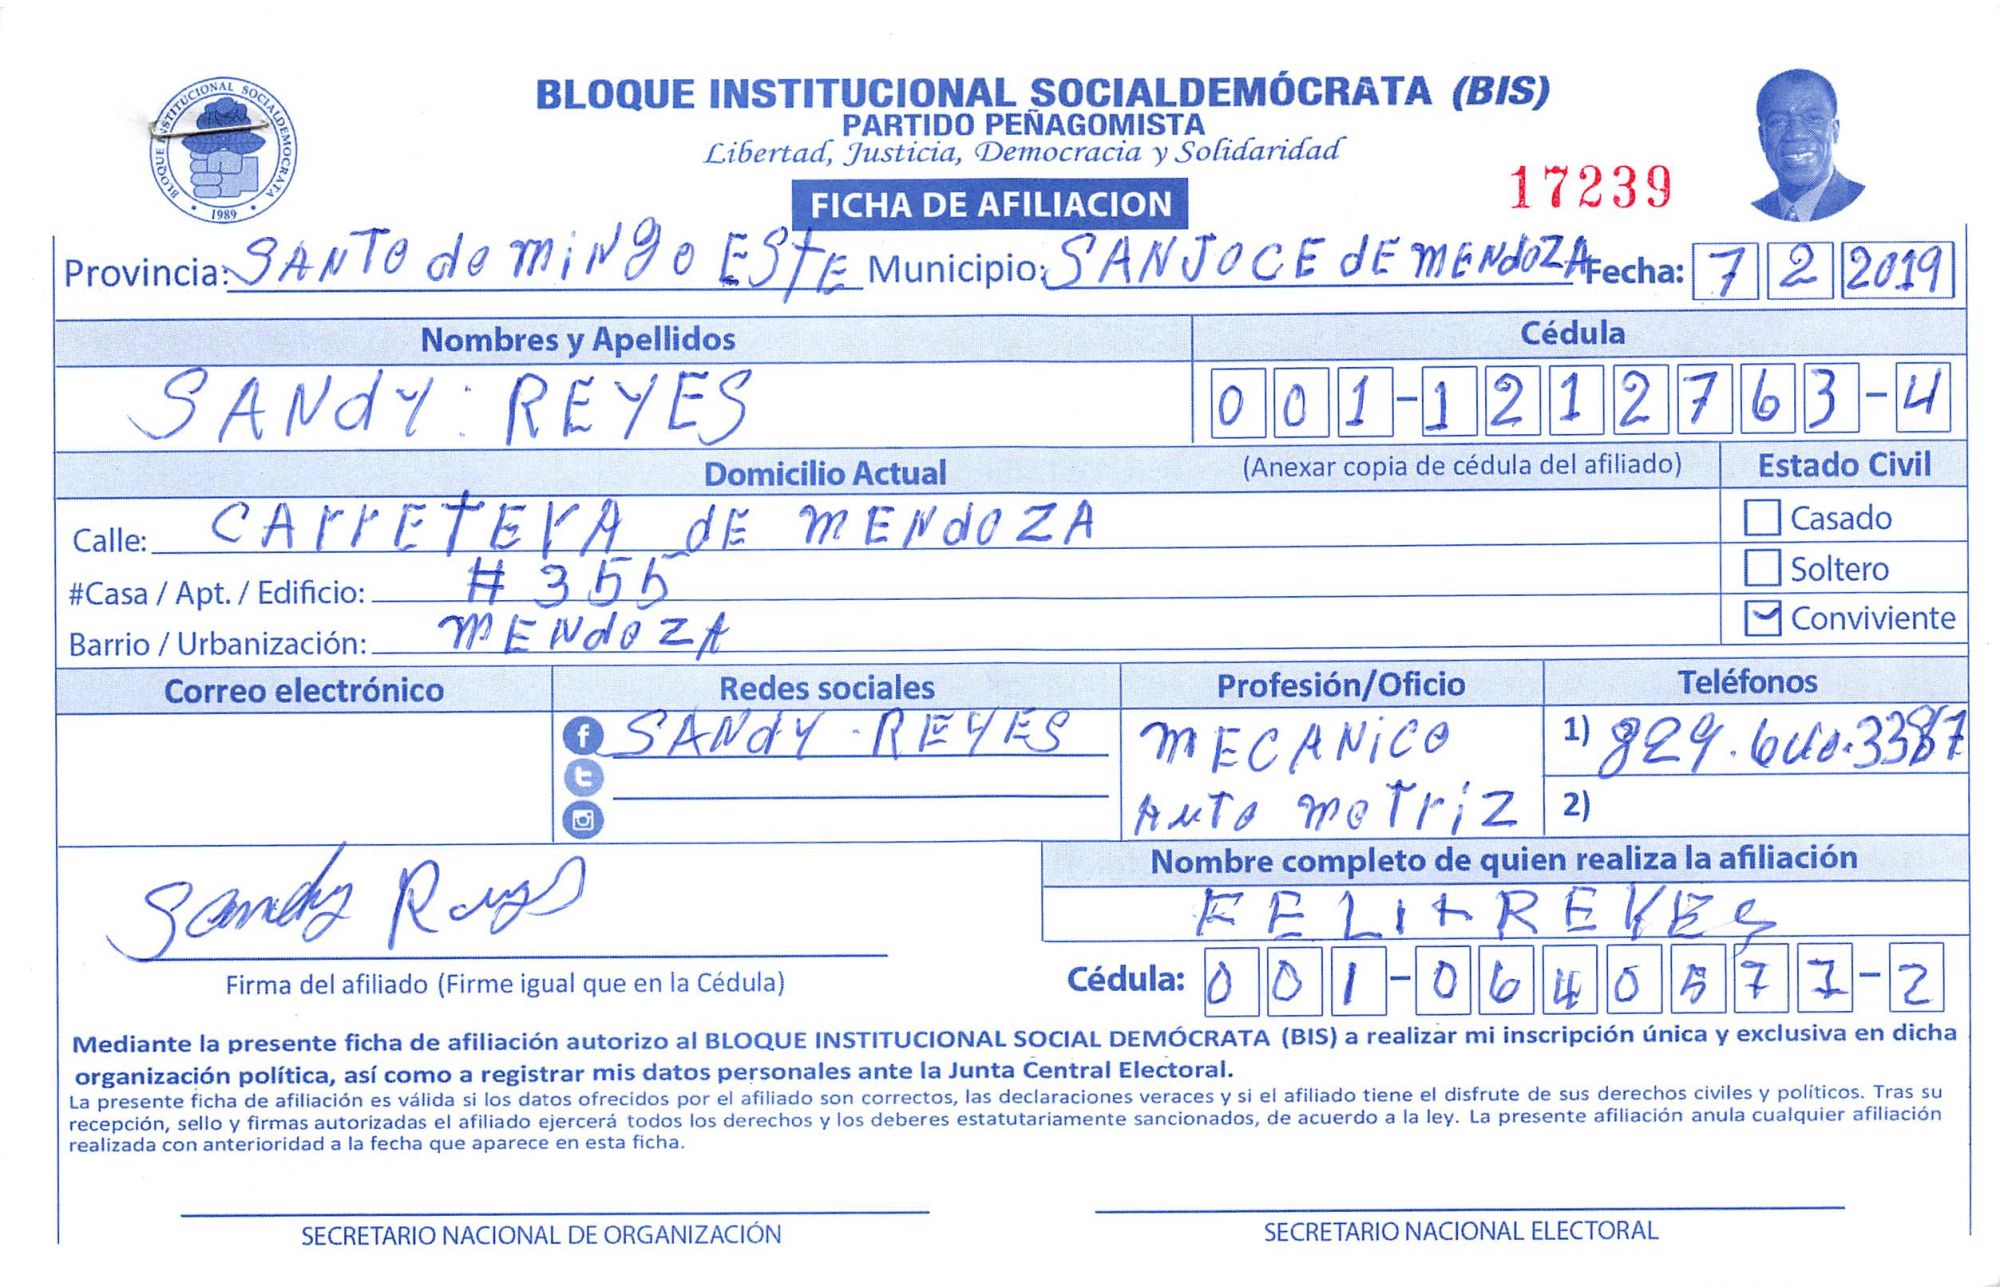 BLOQUE INSTITUCIONAL SOCIALDEMOCRATA
1989
BLOQUE INSTITUCIONAL SOCIALDEMÓCRATA (BIS)
PARTIDO PEÑAGOMISTA
Libertad, Justicia, Democracia y Solidaridad
17239
FICHA DE AFILIACION
Provincia: SANTO domiNgo ESTE Municipio: SANJOCE dE MENdOZA Fecha: 7 2 2019
Nombres y Apellidos Cédula
SANdY REYES 001-1212763-4
Domicilio Actual (Anexar copia de cédula del afiliado) Estado Civil
Calle: CArrETErA dE MENdOZA
Casado
#Casa / Apt. / Edificio: # 355
Soltero
Barrio / Urbanización: MENdOZA
Conviviente
Correo electrónico Redes sociales Profesión/Oficio Teléfonos
SANdY REYES MECANiCO 1) 829.
AuTo moTriz 2)
Nombre completo de quien realiza la afiliación
Sandy Reyes FELIX REYES
Firma del afiliado (Firme igual que en la Cédula) Cédula: 001-0640577-2
Mediante la presente ficha de afiliación autorizo al BLOQUE INSTITUCIONAL SOCIAL DEMÓCRATA (BIS) a realizar mi inscripción única y exclusiva en dicha
organización política, así como a registrar mis datos personales ante la Junta Central Electoral.
La presente ficha de afiliación es válida si los datos ofrecidos por el afiliado son correctos, las declaraciones veraces y si el afiliado tiene el disfrute de sus derechos civiles y políticos. Tras su
recepción, sello y firmas autorizadas el afiliado ejercerá todos los derechos y los deberes estatutariamente sancionados, de acuerdo a la ley. La presente afiliación anula cualquier afiliación
realizada con anterioridad a la fecha que aparece en esta ficha.
SECRETARIO NACIONAL DE ORGANIZACIÓN SECRETARIO NACIONAL ELECTORAL